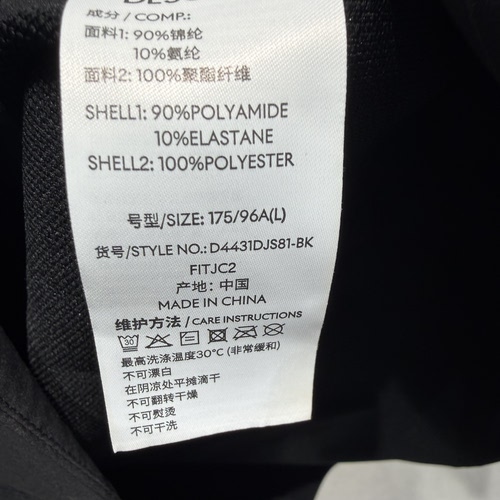 成分 / COMP.:
面料1: 90%锦纶
10%氨纶
面料2: 100%聚酯纤维
SHELL1: 90%POLYAMIDE
10%ELASTANE
SHELL2: 100%POLYESTER
号型/SIZE: 175/96A(L)
货号/STYLE NO.: D4431DJS81-BK
FITJC2
产地: 中国
MADE IN CHINA
维护方法 / CARE INSTRUCTIONS
30
最高洗涤温度30°C (非常缓和)
不可漂白
在阴凉处平摊滴干
不可翻转干燥
不可熨烫
不可干洗